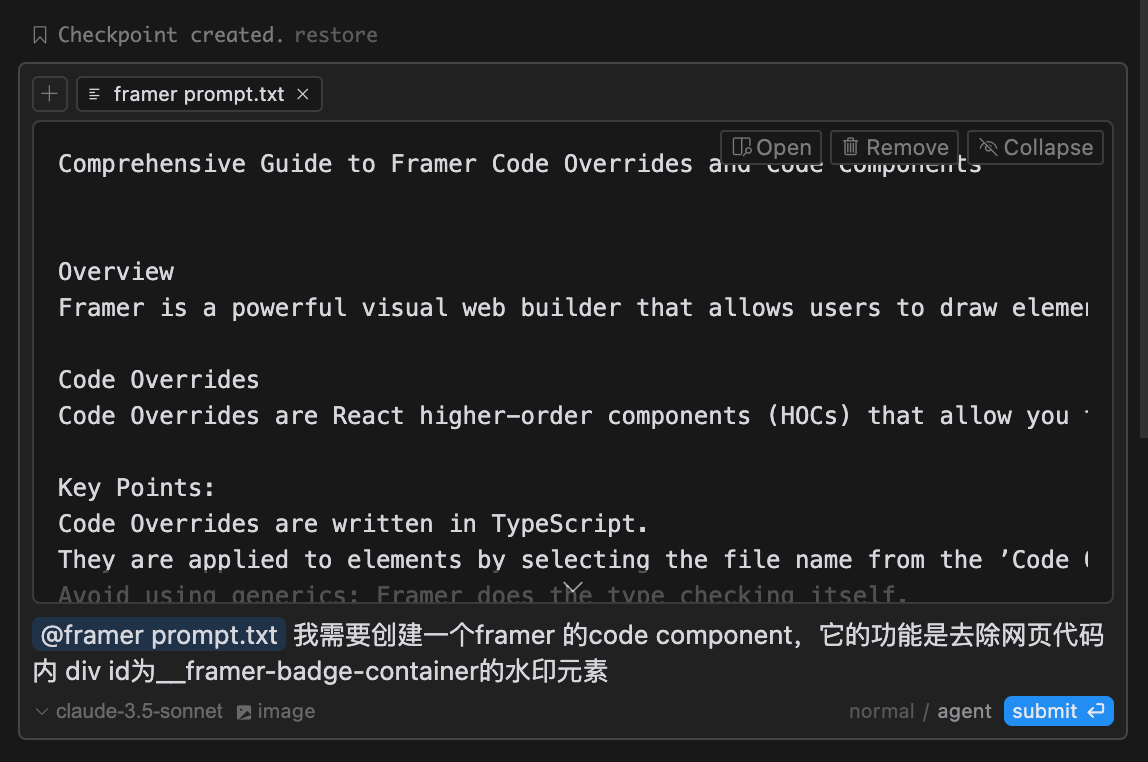 Checkpoint created. restore
framer prompt.txt
Open Remove Collapse
Comprehensive Guide to Framer Code Overrides and Code Components
Overview
Framer is a powerful visual web builder that allows users to draw
Code Overrides
Code Overrides are React higher-order components (HOCs) that allow you
Key Points:
Code Overrides are written in TypeScript.
They are applied to elements by selecting the file name from the ’Code
Avoid using generics: Framer does the type checking itself.
@framer prompt.txt 我需要创建一个framer 的code component，它的功能是去除网页代码
内 div id为__framer-badge-container的水印元素
claude-3.5-sonnet image
normal / agent submit